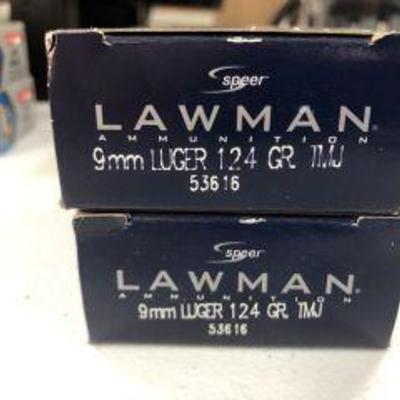 speer
LAWMAN®
AMMUNITION
9mm LUGER 124 GR. TMJ
53616
speer
LAWMAN®
AMMUNITION
9mm LUGER 124 GR. TMJ
53616